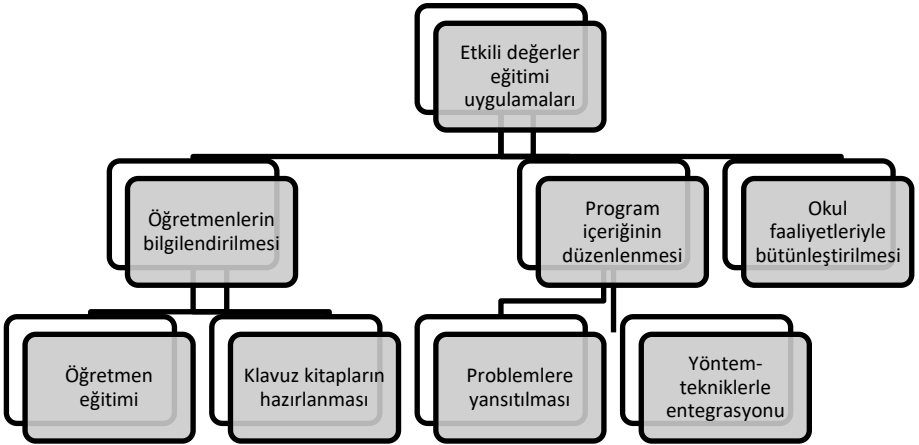 Etkili değerler
eğitimi
uygulamaları
Öğretmenlerin
bilgilendirilmesi
Program
içeriğinin
düzenlenmesi
Okul
faaliyetleriyle
bütünleştirilmesi
Öğretmen
eğitimi
Klavuz kitapların
hazırlanması
Problemlere
yansıtılması
Yöntem-
tekniklerle
entegrasyonu